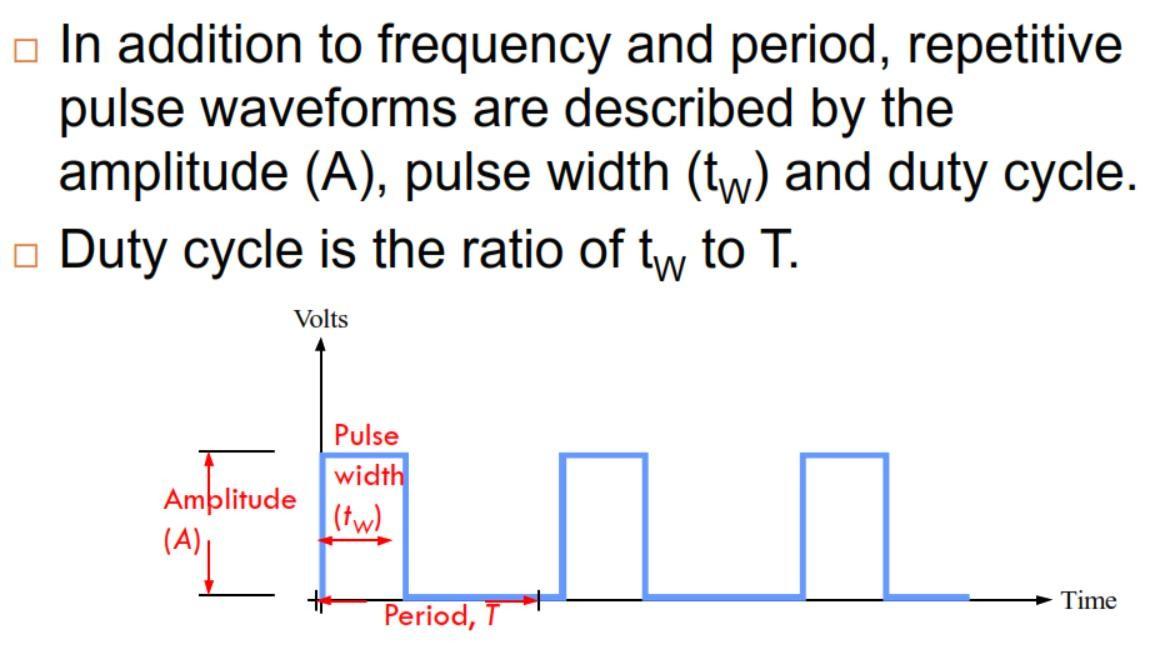 In addition to frequency and period, repetitive
pulse waveforms are described by the
amplitude (A), pulse width (tW) and duty cycle.
Duty cycle is the ratio of tW to T.
Volts
Pulse
width
(tW)
Amplitude
(A)
Period, T
Time